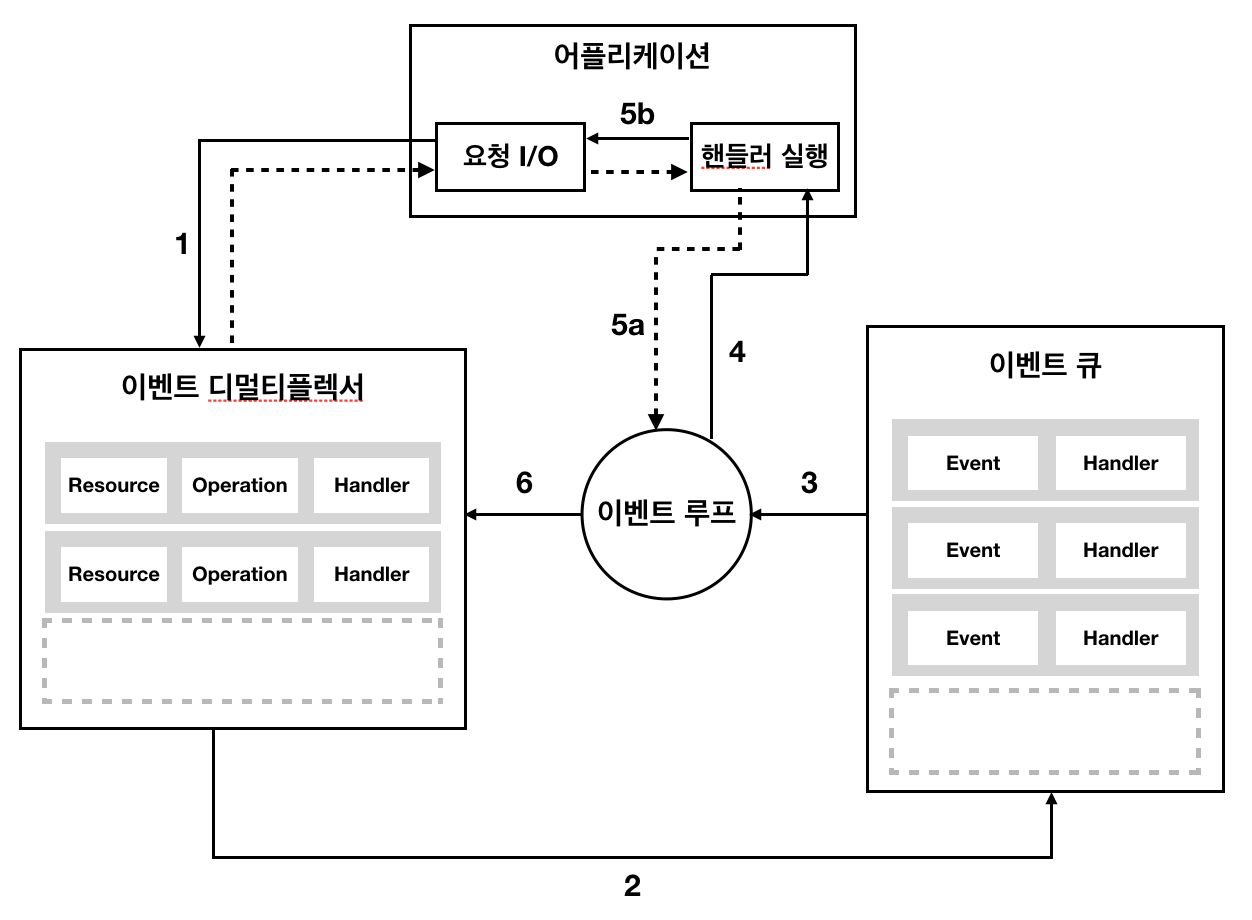 어플리케이션
5b
요청 I/O
핸들러 실행
1
5a
4
이벤트 디멀티플렉서
이벤트 큐
Resource Operation Handler
Resource Operation Handler
6
이벤트 루프
3
Event Handler
Event Handler
Event Handler
2